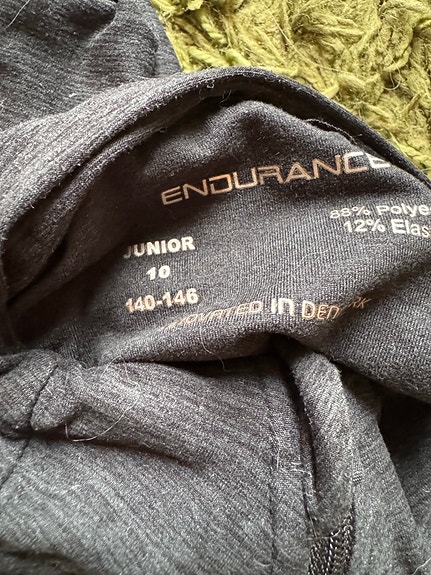 ENDURANCE
88% Polye
12% Elas
JUNIOR
10
140-146
IN DEN